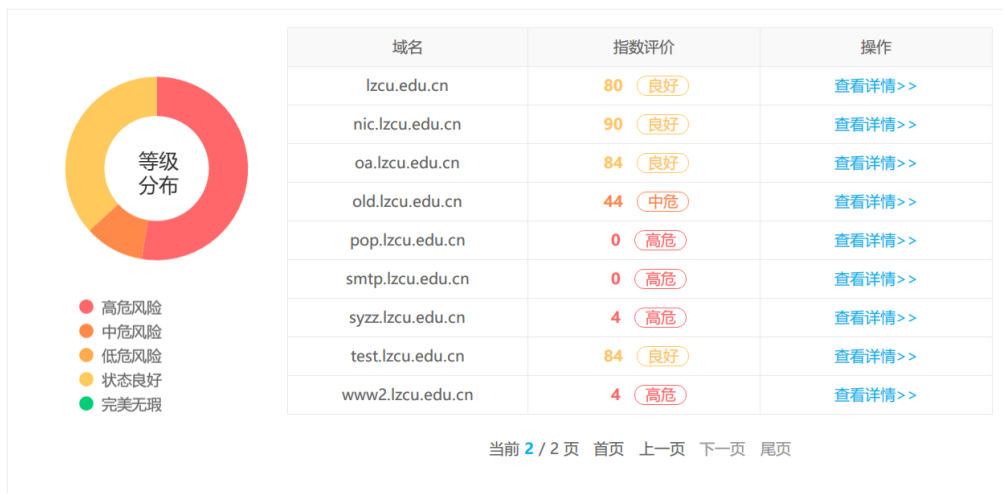 等级
分布
高危风险
中危风险
低危风险
状态良好
完美无瑕
域名 指数评价 操作
lzcu.edu.cn 80 良好 查看详情>>
nic.lzcu.edu.cn 90 良好 查看详情>>
oa.lzcu.edu.cn 84 良好 查看详情>>
old.lzcu.edu.cn 44 中危 查看详情>>
pop.lzcu.edu.cn 0 高危 查看详情>>
smtp.lzcu.edu.cn 0 高危 查看详情>>
syzz.lzcu.edu.cn 4 高危 查看详情>>
test.lzcu.edu.cn 84 良好 查看详情>>
www2.lzcu.edu.cn 4 高危 查看详情>>
当前 2 / 2 页 首页 上一页 下一页 尾页